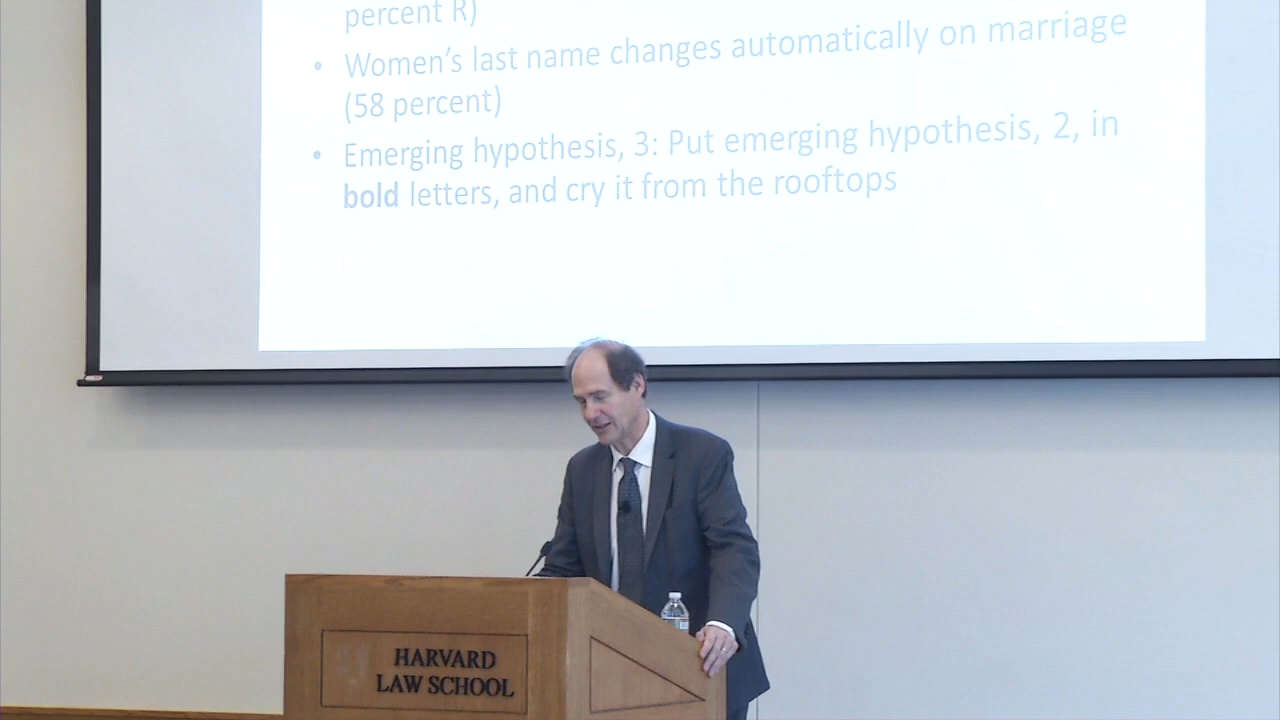 percent R)
• Women's last name changes automatically on marriage
(58 percent)
• Emerging hypothesis, 3: Put emerging hypothesis, 2, in
bold letters, and cry it from the rooftops
HARVARD
LAW SCHOOL